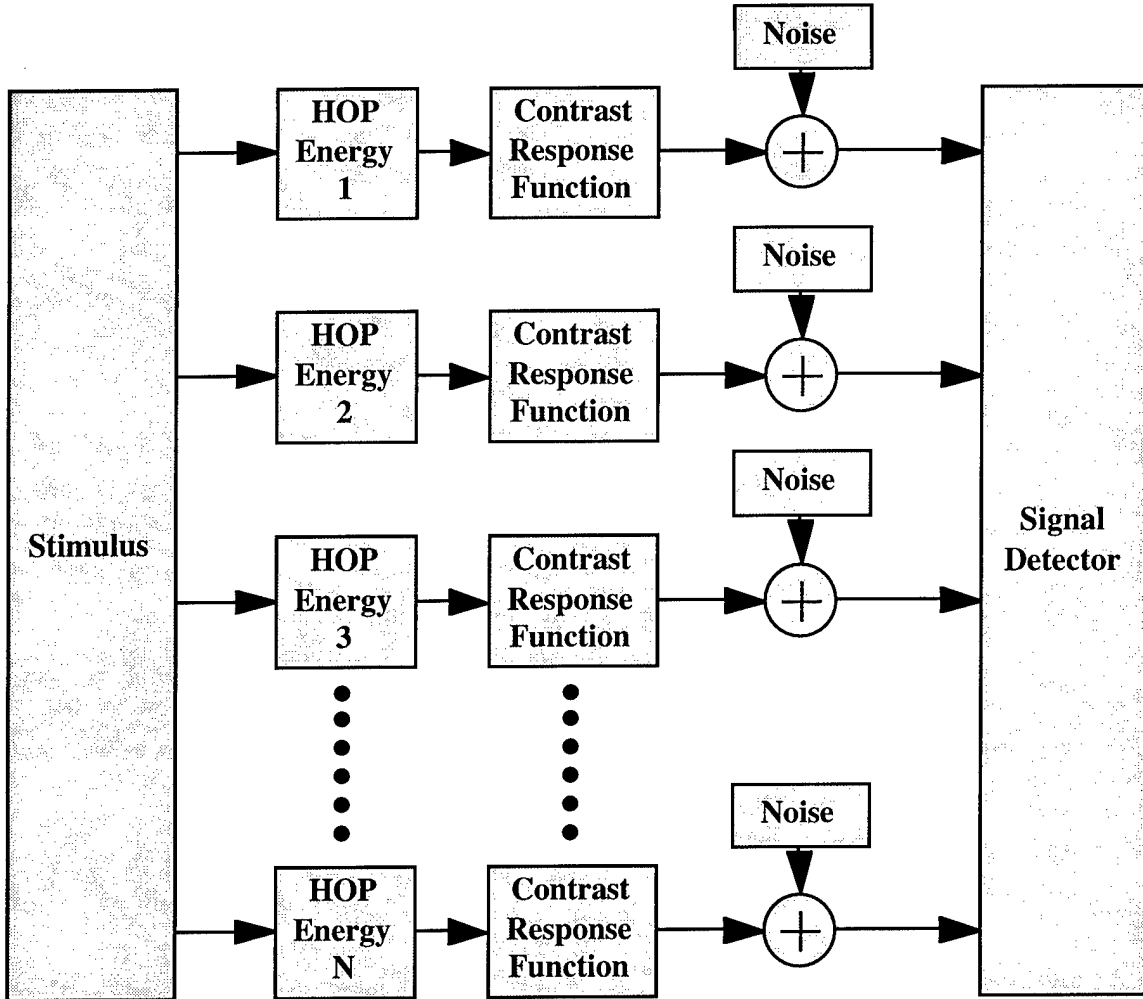 Noise
HOP
Energy
1
Contrast
Response
Function
Noise
HOP
Energy
2
Contrast
Response
Function
Noise
Stimulus
HOP
Energy
3
Contrast
Response
Function
Signal
Detector
Noise
HOP
Energy
N
Contrast
Response
Function